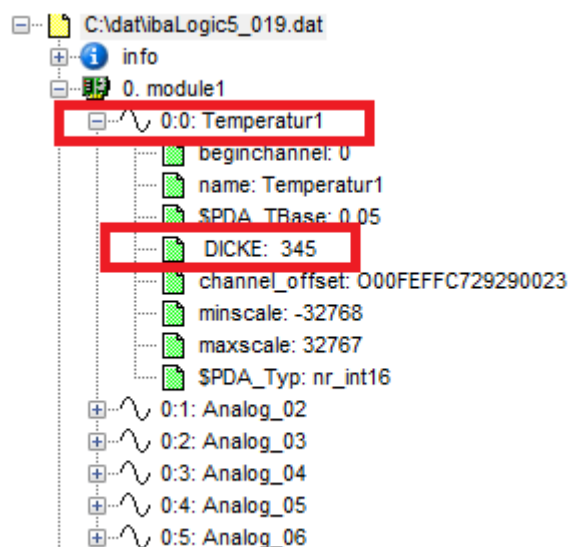 C:\dat\ibaLogic5_019.dat
info
0. module1
0:0: Temperatur1
beginchannel: 0
name: Temperatur1
$PDA_TBase: 0.05
DICKE: 345
channel_offset: O00FEFFC729290023
minscale: -32768
maxscale: 32767
$PDA_Typ: nr_int16
0:1: Analog_02
0:2: Analog_03
0:3: Analog_04
0:4: Analog_05
0:5: Analog_06